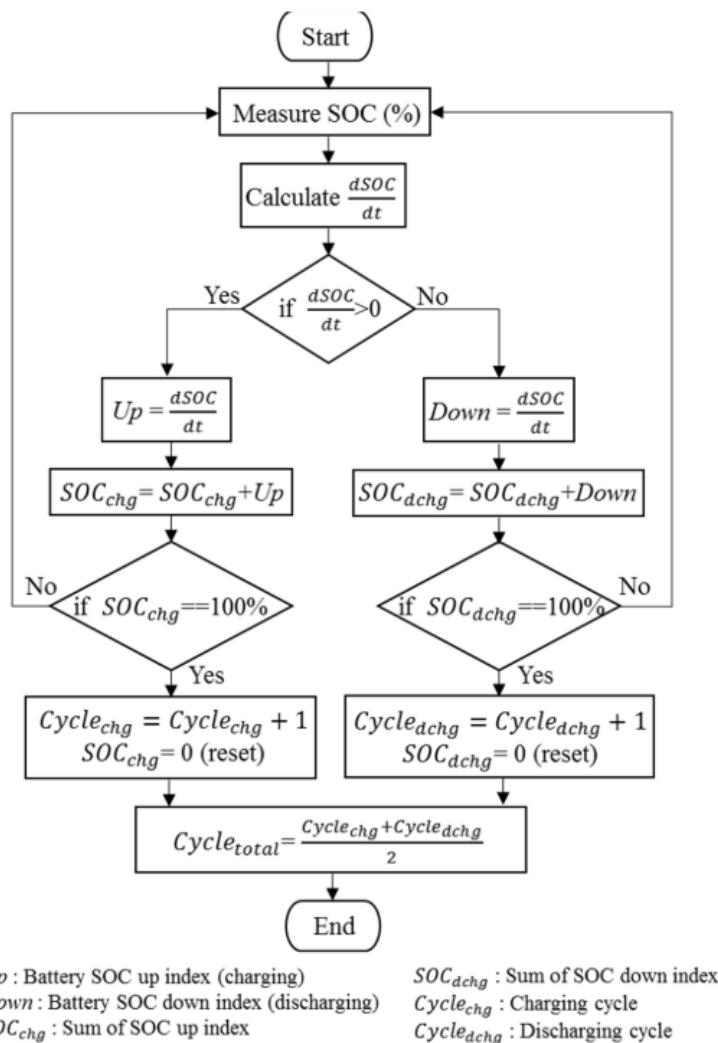 Start
Measure SOC (%)
Calculate dSOC/dt
Yes
if dSOC/dt>0
No
Up = dSOC/dt
Down = dSOC/dt
SOC_chg= SOC_chg+Up
SOC_dchg= SOC_dchg+Down
No
if SOC_chg==100%
if SOC_dchg==100%
No
Yes
Yes
Cycle_chg = Cycle_chg + 1
SOC_chg= 0 (reset)
Cycle_dchg = Cycle_dchg + 1
SOC_dchg= 0 (reset)
Cycle_total= Cycle_chg+Cycle_dchg/2
End
p : Battery SOC up index (charging)
own : Battery SOC down index (discharging)
OC_chg : Sum of SOC up index
SOC_dchg : Sum of SOC down index
Cycle_chg : Charging cycle
Cycle_dchg : Discharging cycle